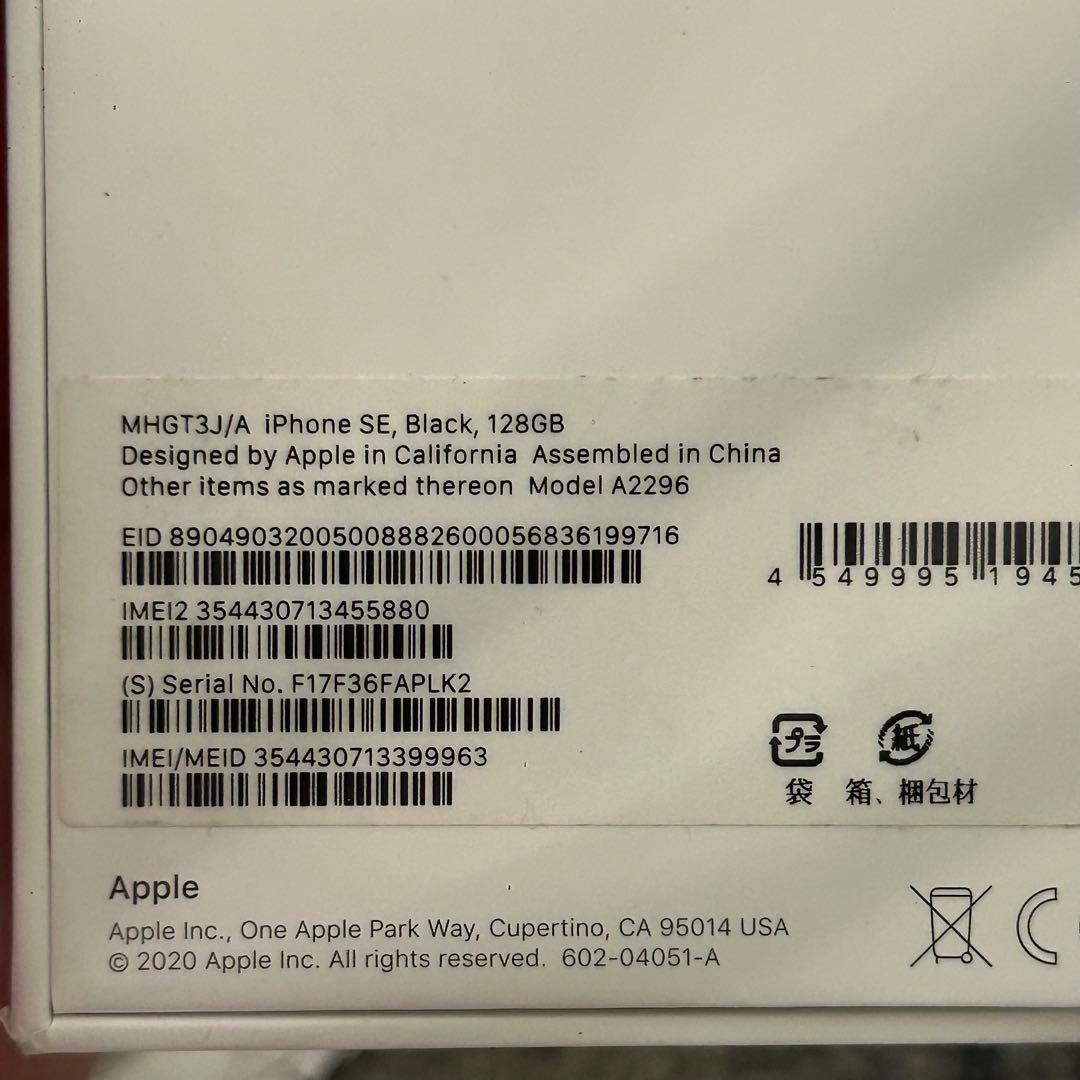 MHGT3J/A iPhone SE, Black, 128GB
Designed by Apple in California Assembled in China
Other items as marked thereon Model A2296
EID 89049032005008882600056836199716
4 549995 1945
IMEI2 354430713455880
(S) Serial No. F17F36FAPLK2
IMEI/MEID 354430713399963
プラ 紙
袋 箱、梱包材
Apple
Apple Inc., One Apple Park Way, Cupertino, CA 95014 USA
© 2020 Apple Inc. All rights reserved. 602-04051-A